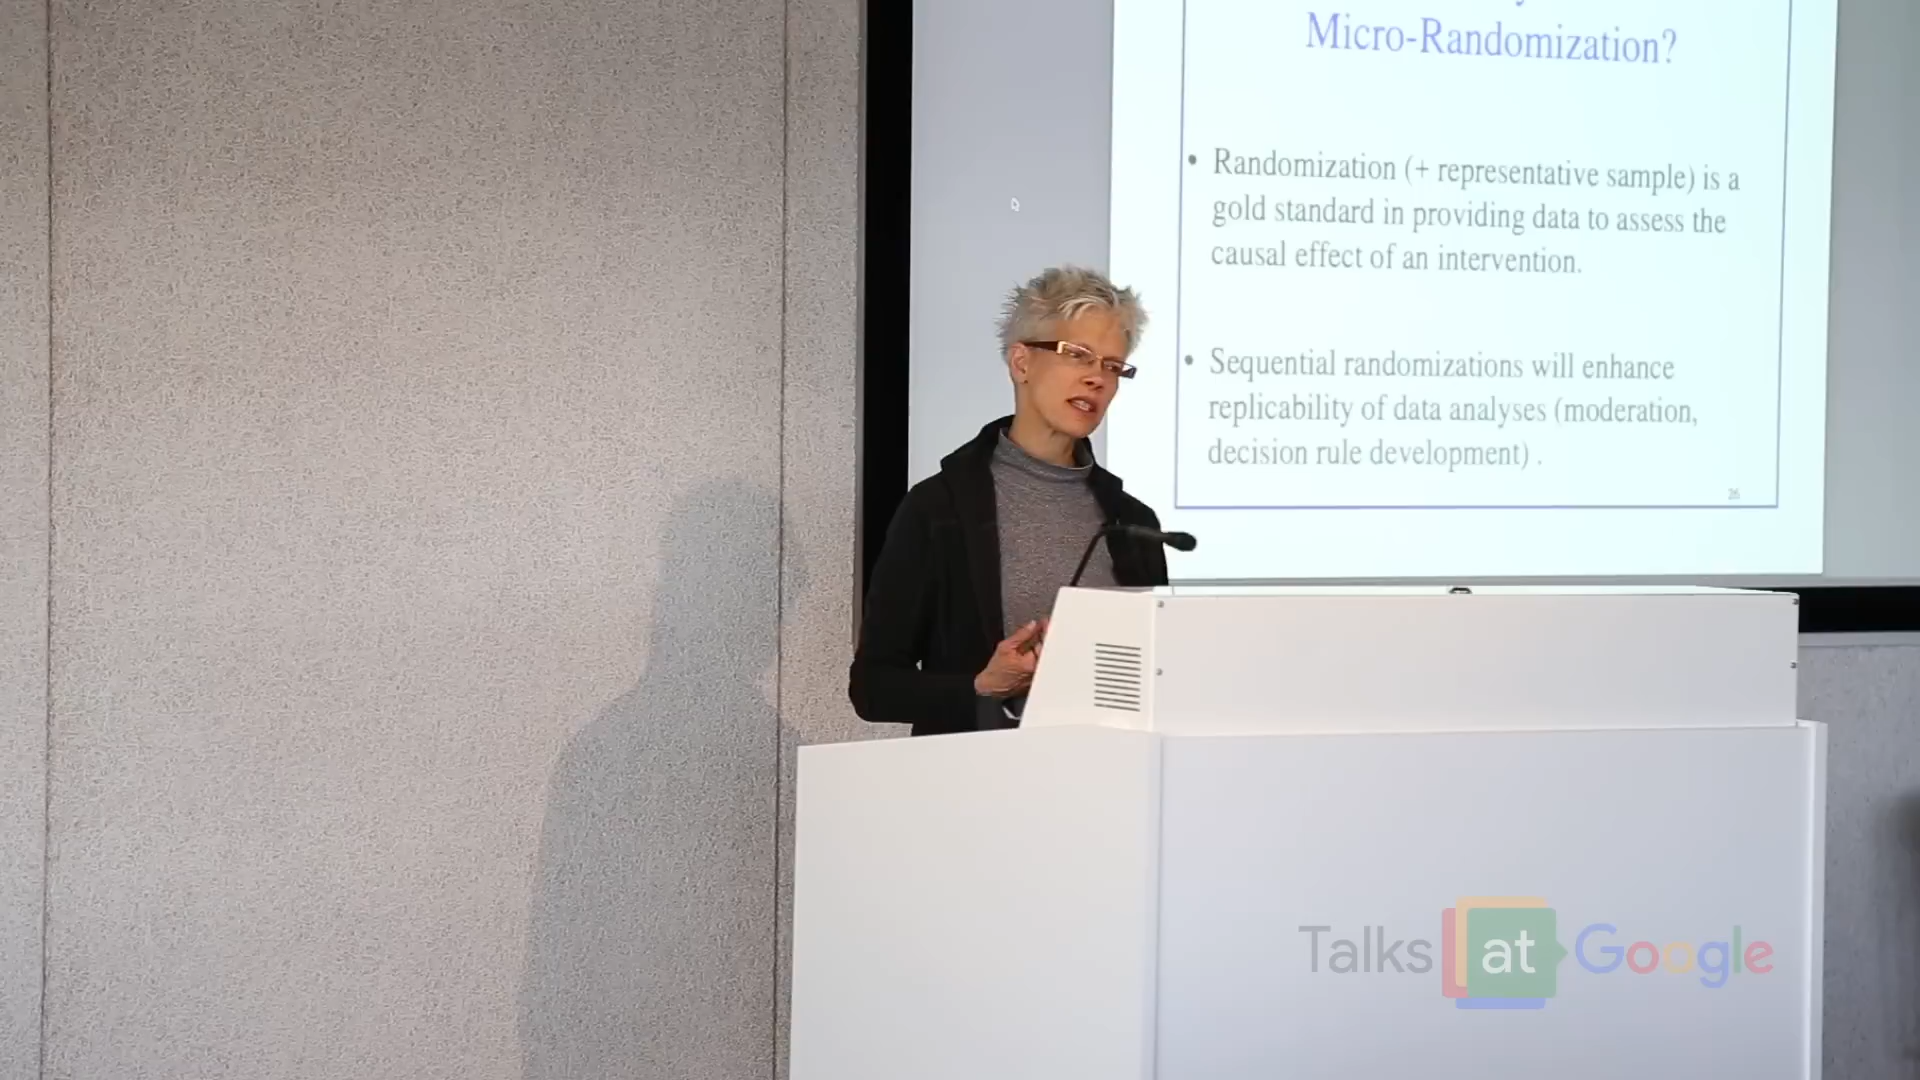 Micro-Randomization?
• Randomization (+ representative sample) is a
gold standard in providing data to assess the
causal effect of an intervention.
• Sequential randomizations will enhance
replicability of data analyses (moderation,
decision rule development) .
26
Talks at Google